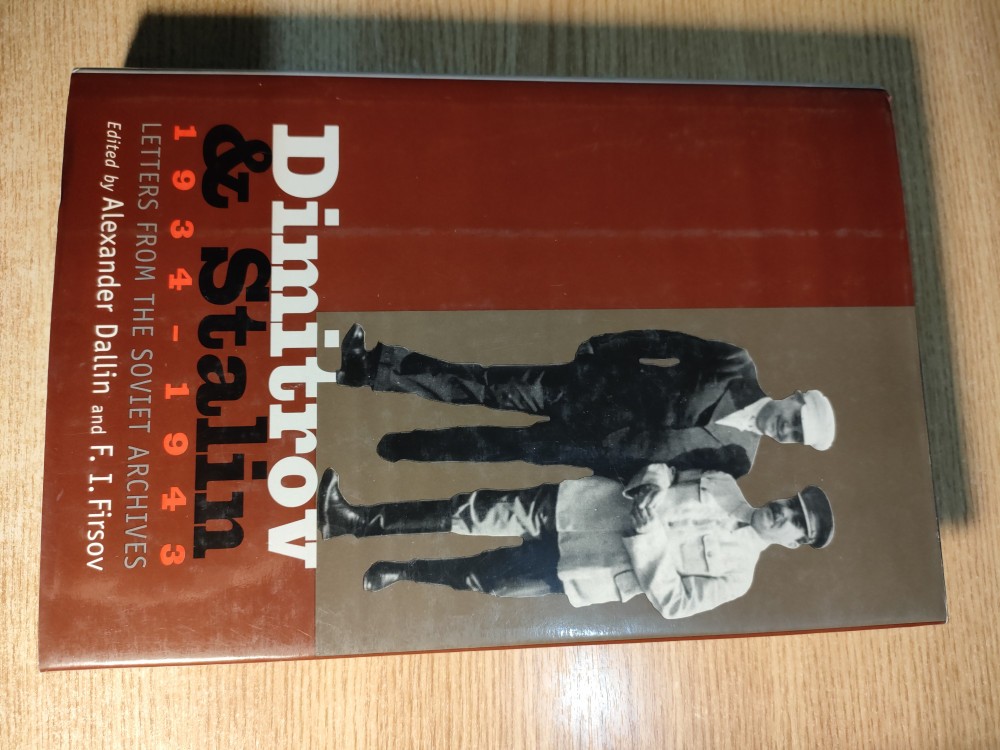 Dimitrov
& Stalin
1934–1943
LETTERS FROM THE SOVIET ARCHIVES
Edited by Alexander Dallin and F. I. Firsov